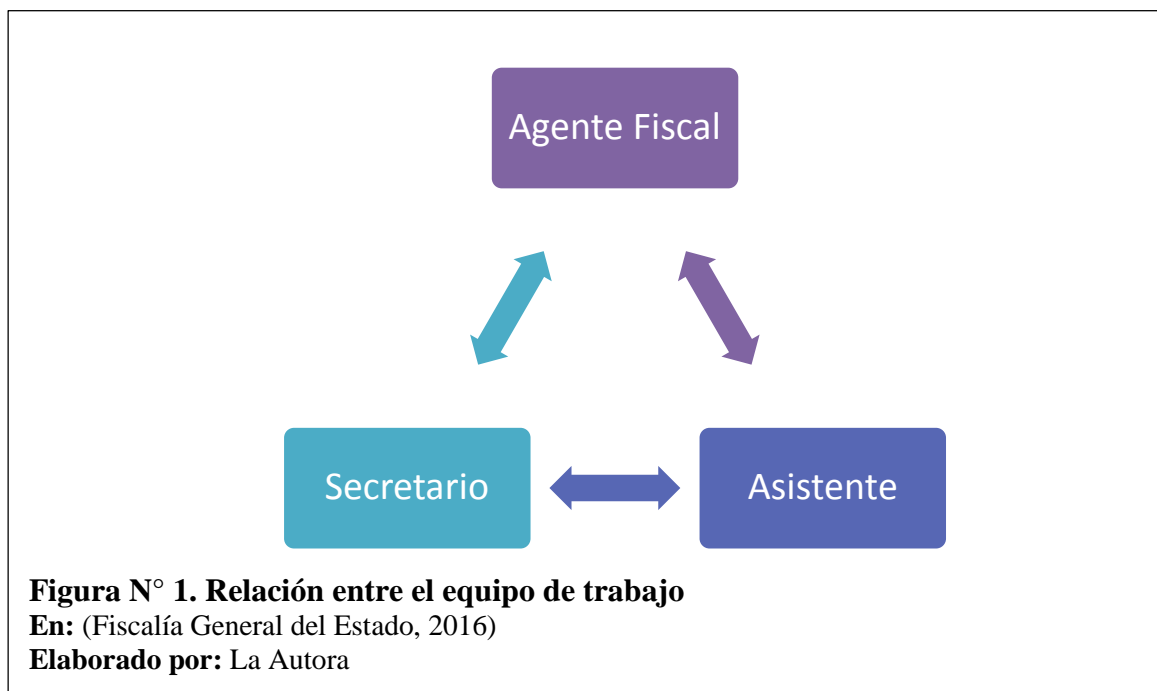 Agente Fiscal
Secretario
Asistente
Figura N° 1. Relación entre el equipo de trabajo
En: (Fiscalía General del Estado, 2016)
Elaborado por: La Autora